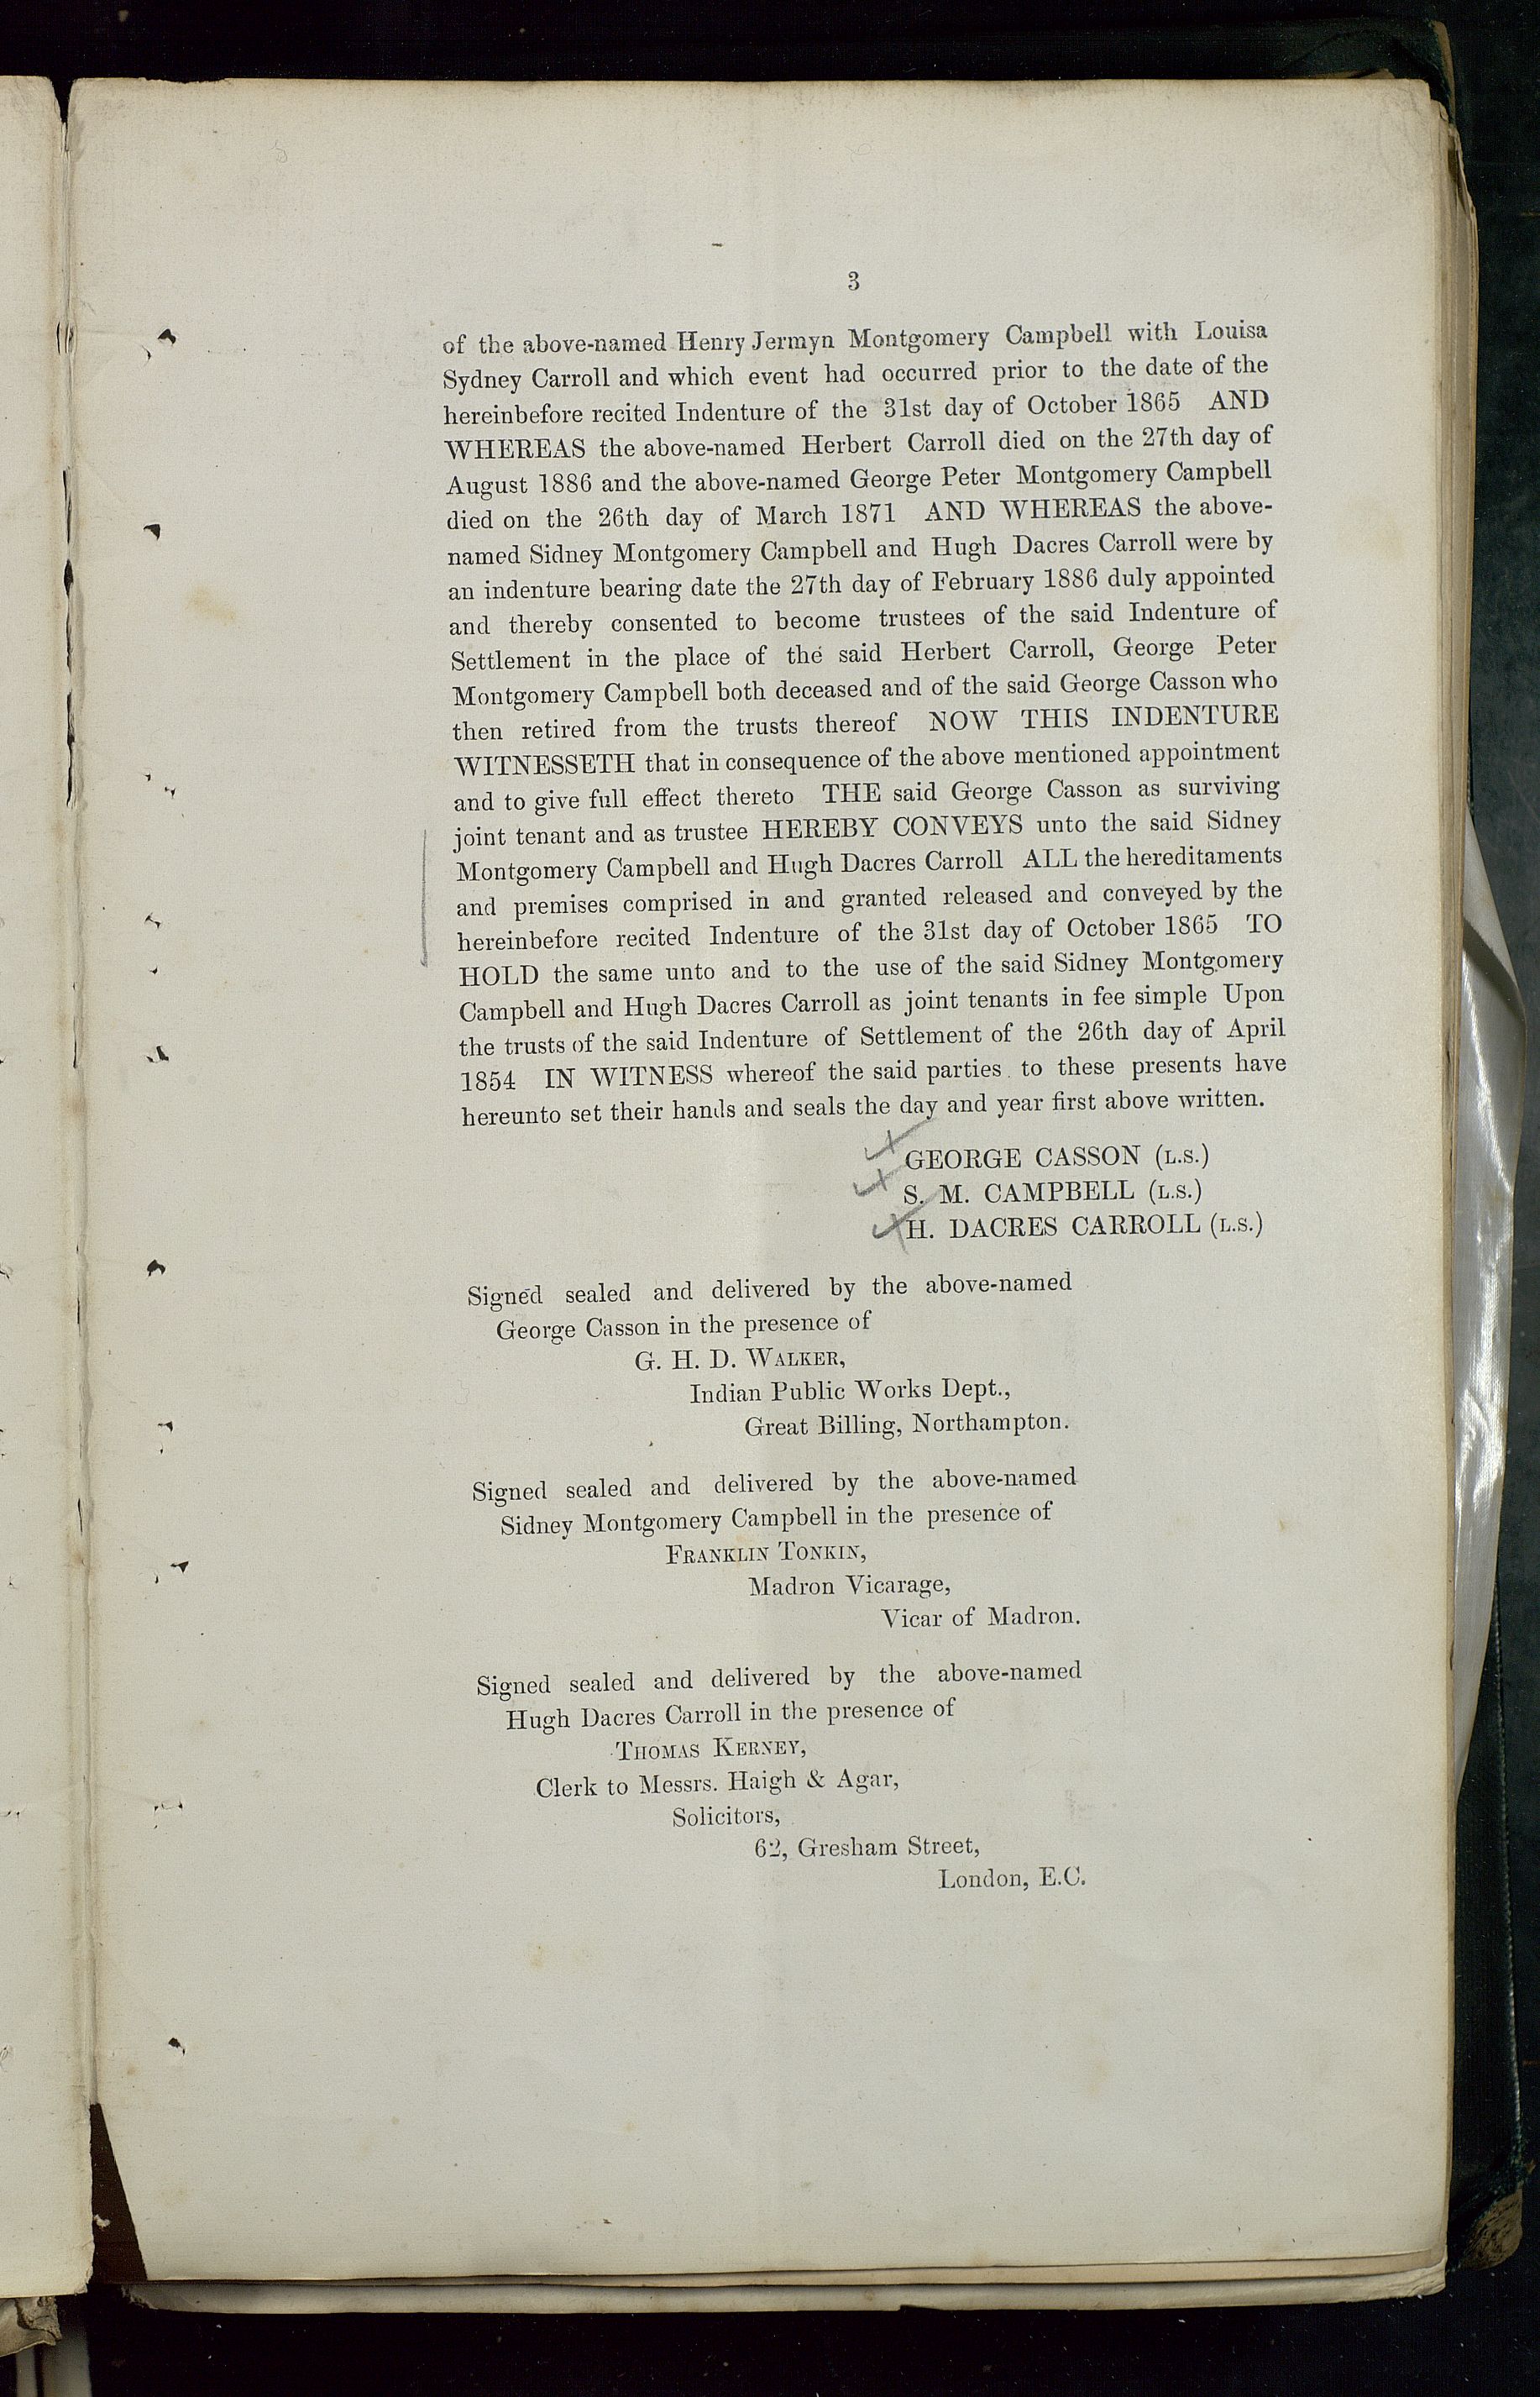 3
of the above-named Henry Jermyn Montgomery Campbell with Louisa
Sydney Carroll and which event had occurred prior to the date of the
hereinbefore recited Indenture of the 31st day of October 1865 AND
WHEREAS the above-named Herbert Carroll died on the 27th day of
August 1886 and the above-named George Peter Montgomery Campbell
died on the 26th day of March 1871 AND WHEREAS the above-
named Sidney Montgomery Campbell and Hugh Dacres Carroll were by
an indenture bearing date the 27th day of February 1886 duly appointed
and thereby consented to become trustees of the said Indenture of
Settlement in the place of the said Herbert Carroll, George Peter
Montgomery Campbell both deceased and of the said George Casson who
then retired from the trusts thereof NOW THIS INDENTURE
WITNESSETH that in consequence of the above mentioned appointment
and to give full effect thereto THE said George Casson as surviving
joint tenant and as trustee HEREBY CONVEYS unto the said Sidney
Montgomery Campbell and Hugh Dacres Carroll ALL the hereditaments
and premises comprised in and granted released and conveyed by the
hereinbefore recited Indenture of the 31st day of October 1865 TO
HOLD the same unto and to the use of the said Sidney Montgomery
Campbell and Hugh Dacres Carroll as joint tenants in fee simple Upon
the trusts of the said Indenture of Settlement of the 26th day of April
1854 IN WITNESS whereof the said parties to these presents have
hereunto set their hands and seals the day and year first above written.
GEORGE CASSON (L.S.)
S. M. CAMPBELL (L.S.)
H. DACRES CARROLL (L.S.)
Signed sealed and delivered by the above-named
George Casson in the presence of
G. H. D. WALKER,
Indian Public Works Dept.,
Great Billing, Northampton.
Signed sealed and delivered by the above-named
Sidney Montgomery Campbell in the presence of
FRANKLIN TONKIN,
Madron Vicarage,
Vicar of Madron.
Signed sealed and delivered by the above-named
Hugh Dacres Carroll in the presence of
THOMAS KERNEY,
Clerk to Messrs. Haigh & Agar,
Solicitors,
62, Gresham Street,
London, E.C.